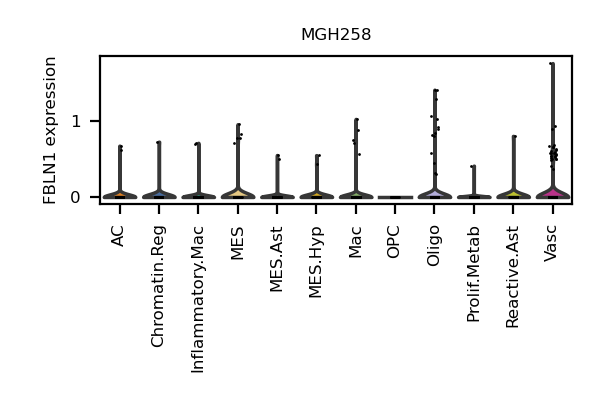 MGH258
FBLN1 expression
1
0
AC
Chromatin.Reg
Inflammatory.Mac
MES
MES.Ast
MES.Hyp
Mac
OPC
Oligo
Prolif.Metab
Reactive.Ast
Vasc